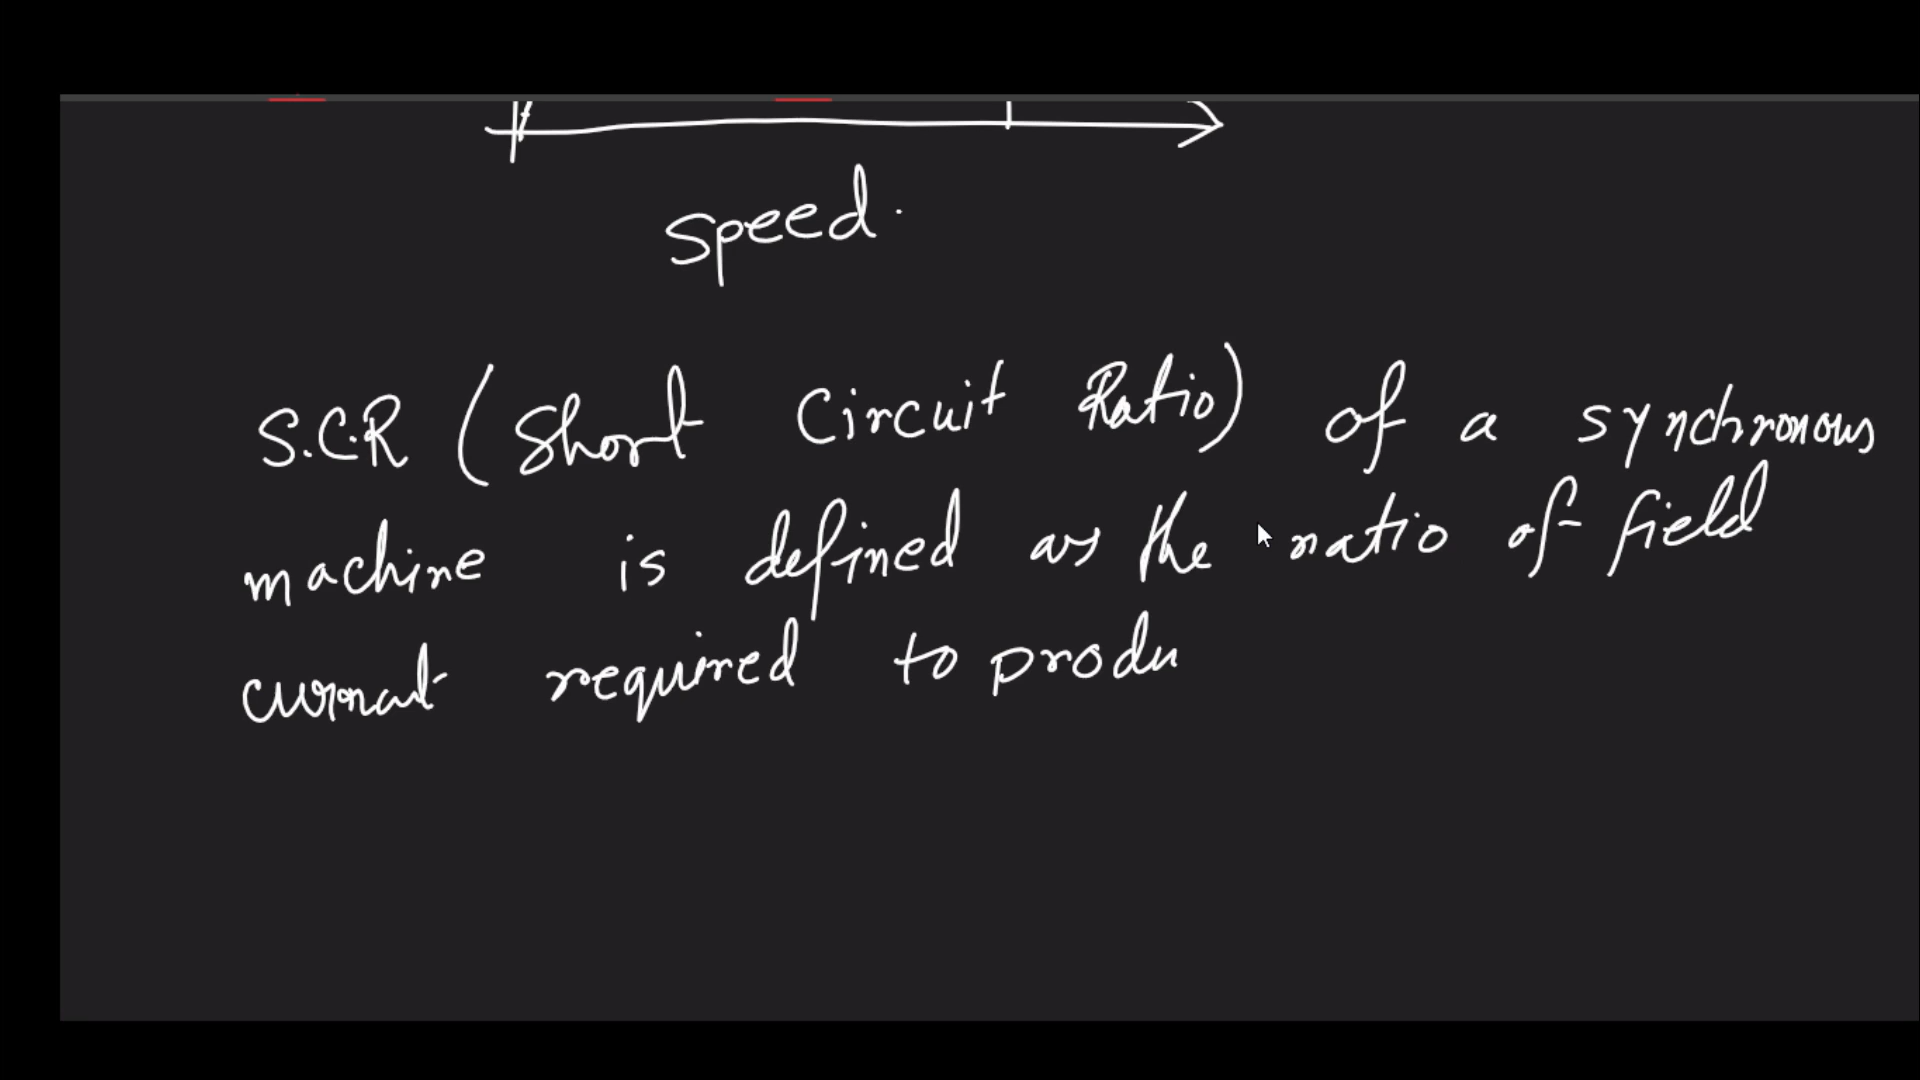 speed.
S.C.R (Short Circuit Ratio) of a synchronous
machine is defined as the ratio of field
current required to produ